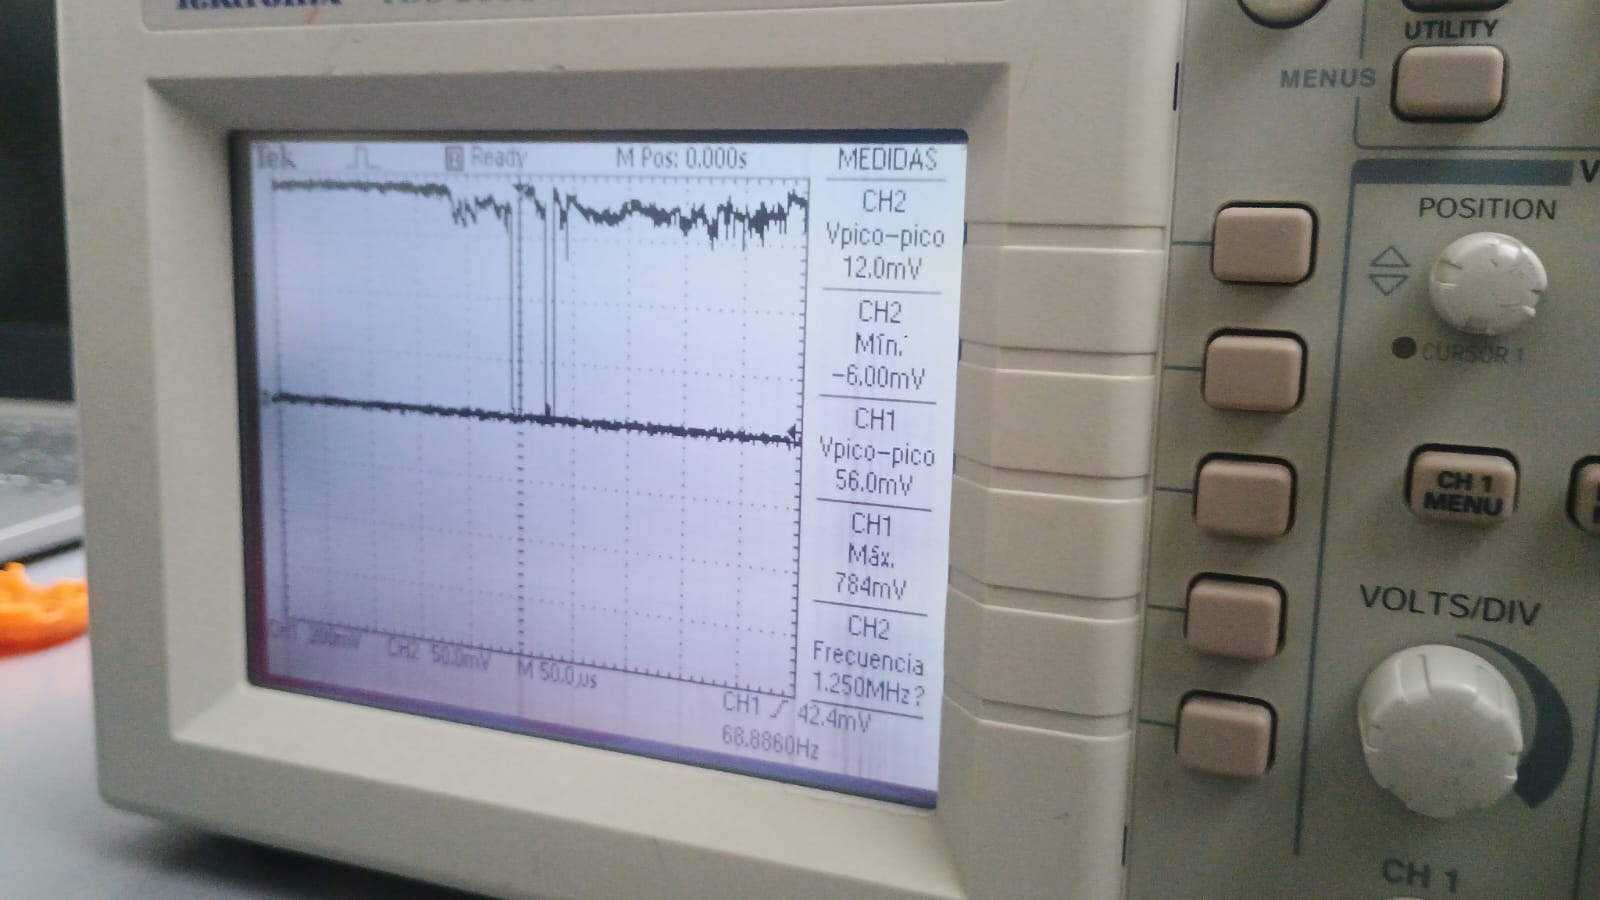 Tektronix
Tek Ready M Pos: 0.000s MEDIDAS
CH2
Vpico-pico
12.0mV
CH2
Mín.
-6.00mV
CH1
Vpico-pico
56.0mV
CH1
Máx.
784mV
CH2
Frecuencia
1.250MHz?
CH1 200mV CH2 50.0mV M 50.0µs
CH1 42.4mV
68.8860Hz
UTILITY
MENUS
V
POSITION
CURSOR 1
CH 1
MENU
VOLTS/DIV
CH 1